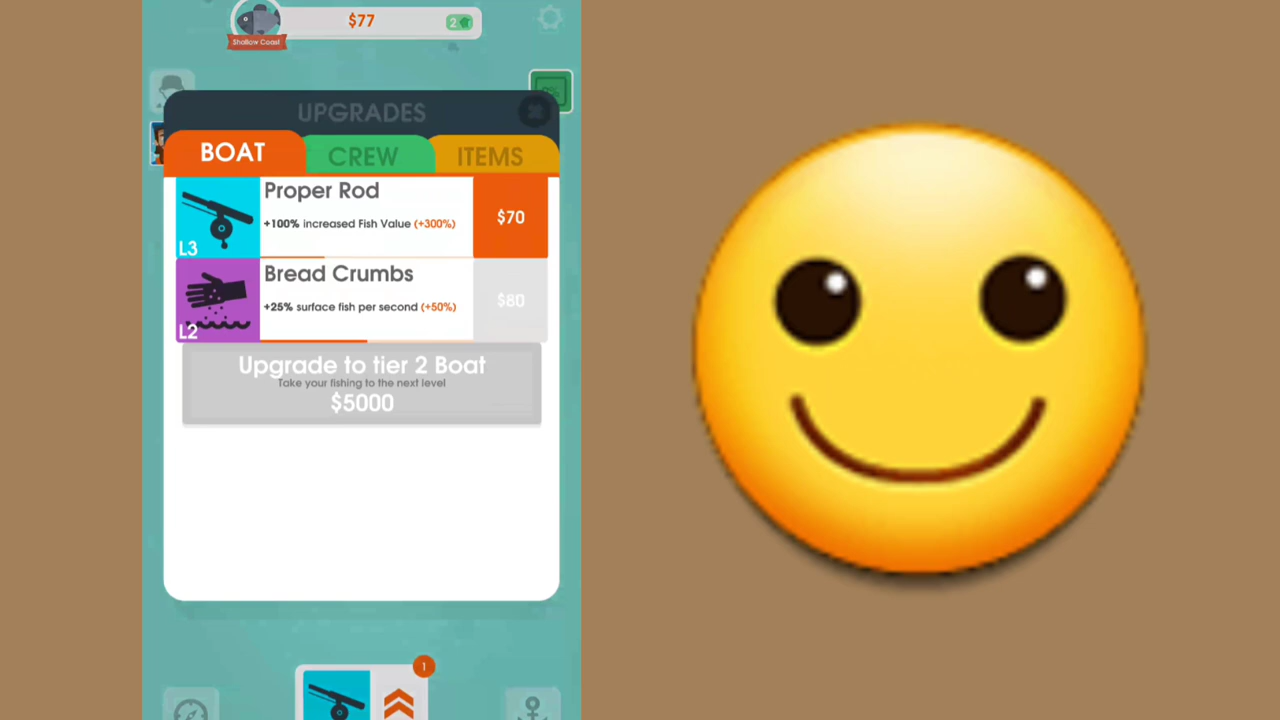 $77
2
Shallow Coast
UPGRADES
BOAT
CREW
ITEMS
Proper Rod
+100% increased Fish Value (+300%)
$70
L3
Bread Crumbs
+25% surface fish per second (+50%)
$80
L2
Upgrade to tier 2 Boat
Take your fishing to the next level
$5000
1